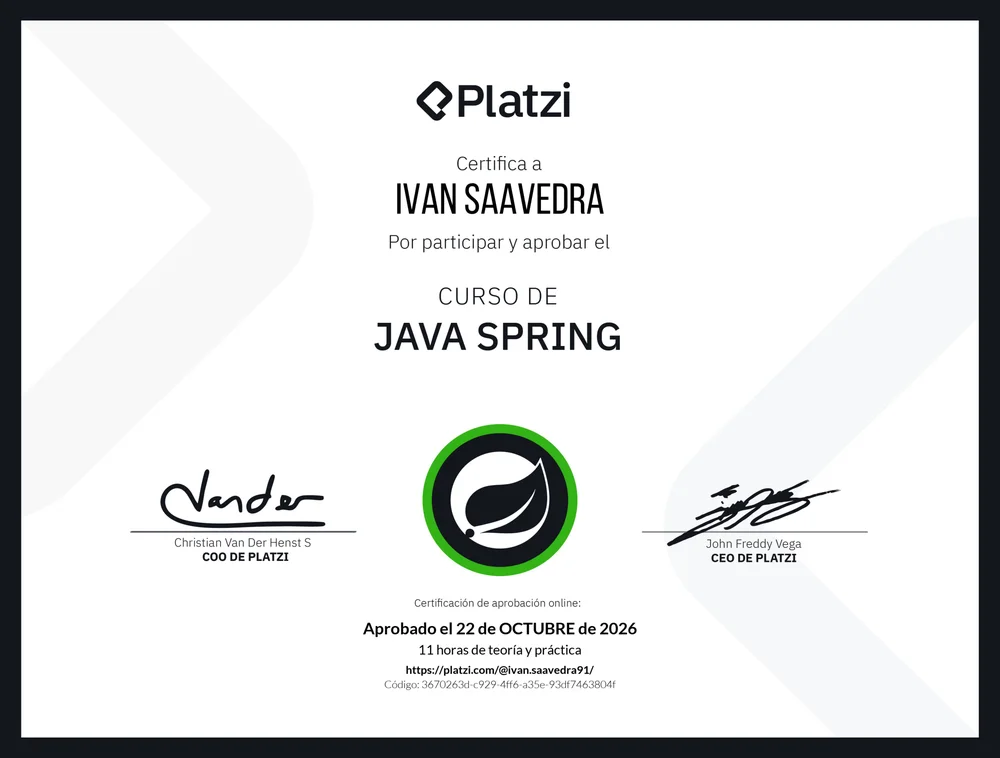 Platzi
Certifica a
IVAN SAAVEDRA
Por participar y aprobar el
CURSO DE
JAVA SPRING
Vander
Christian Van Der Henst S
COO DE PLATZI
John Freddy Vega
CEO DE PLATZI
Certificación de aprobación online:
Aprobado el 22 de OCTUBRE de 2026
11 horas de teoría y práctica
https://platzi.com/@ivan.saavedra91/
Código: 3670263d-c929-4ff6-a35e-93df7463804f